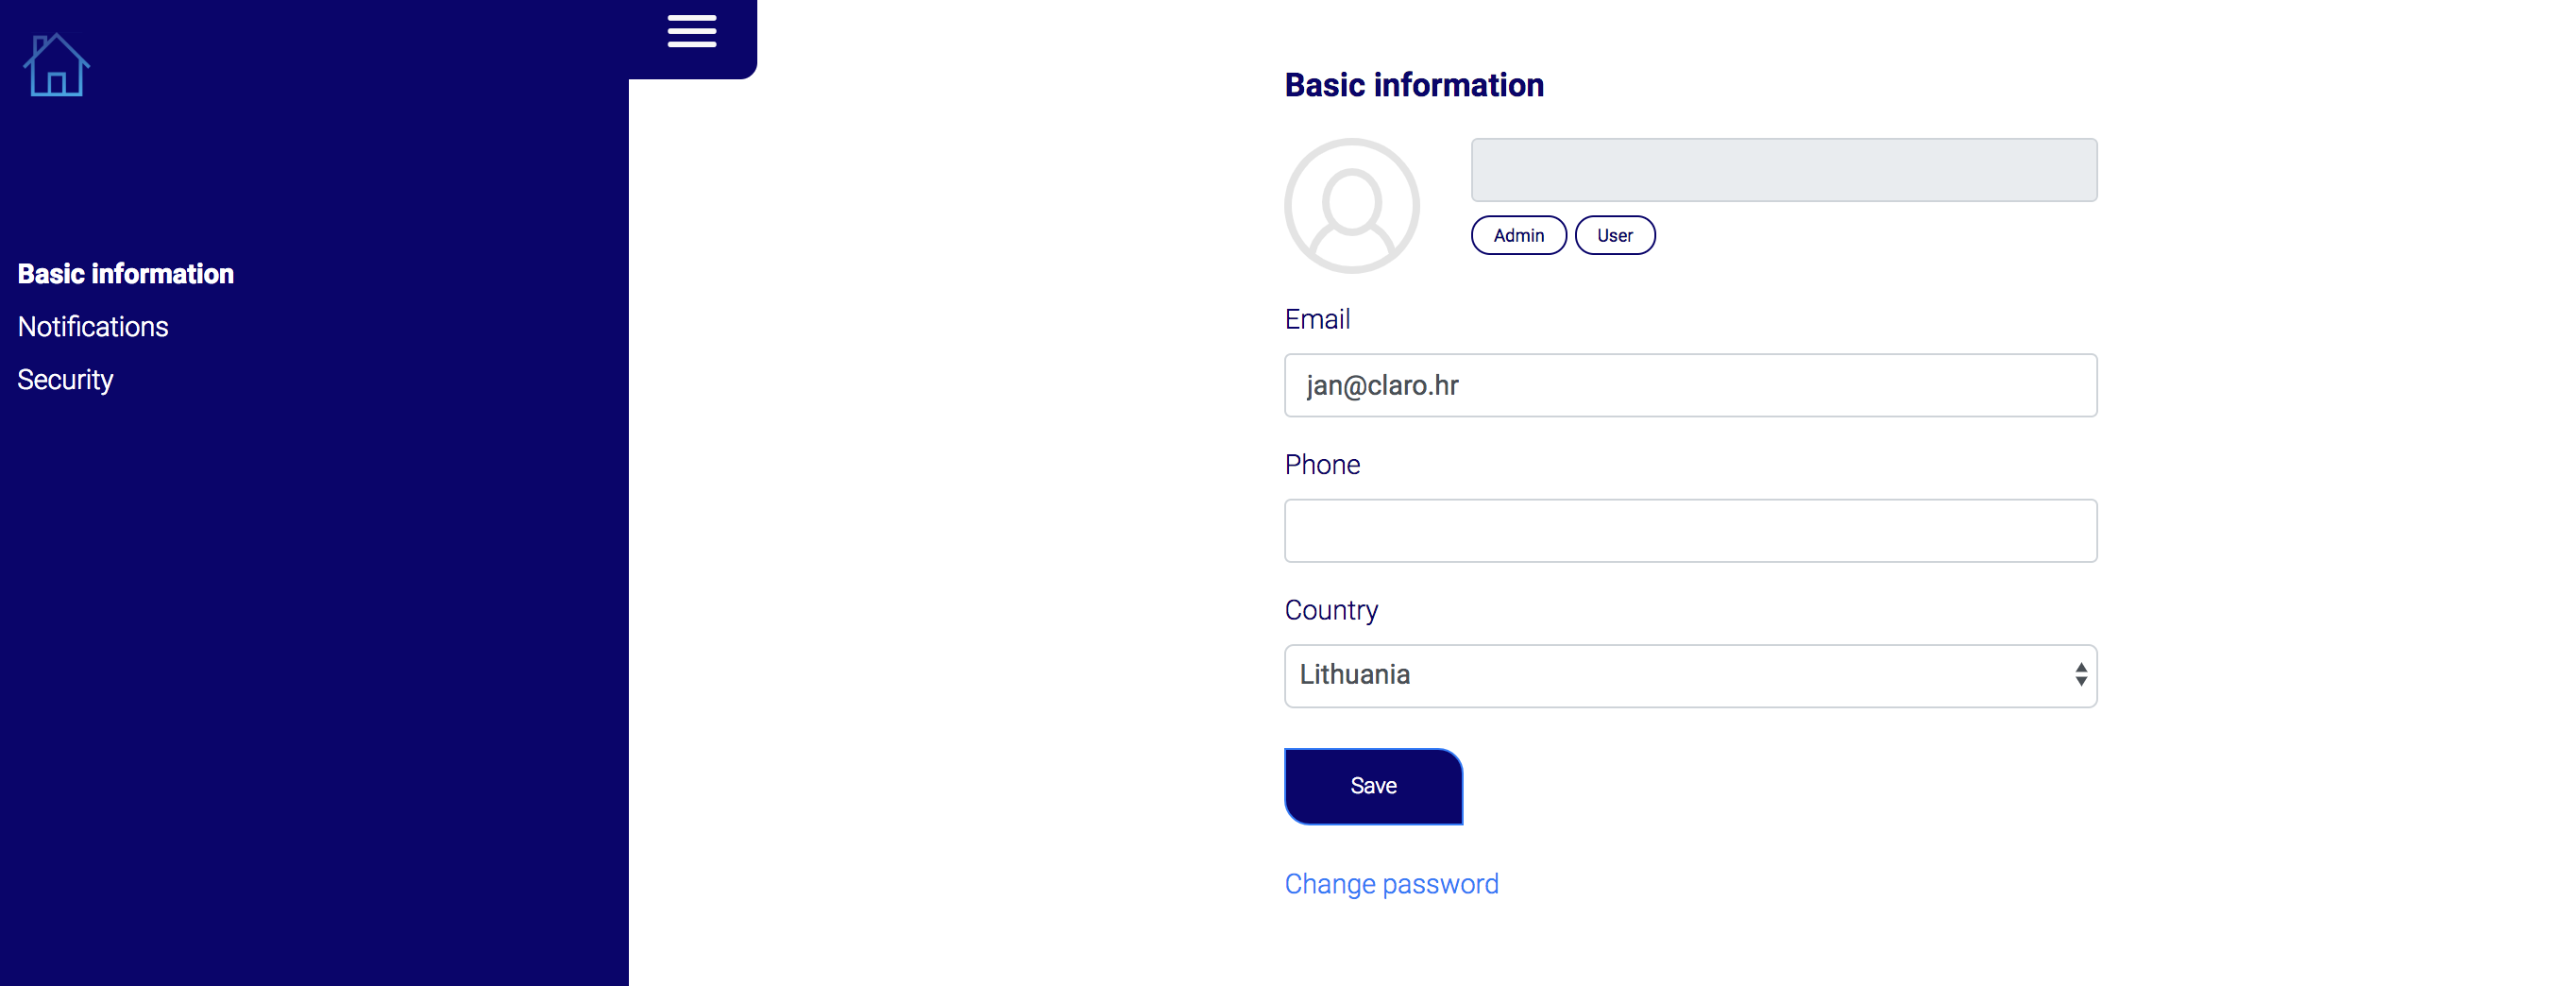 Basic information
Notifications
Security
Basic information
Admin User
Email
jan@claro.hr
Phone
Country
Lithuania
Save
Change password